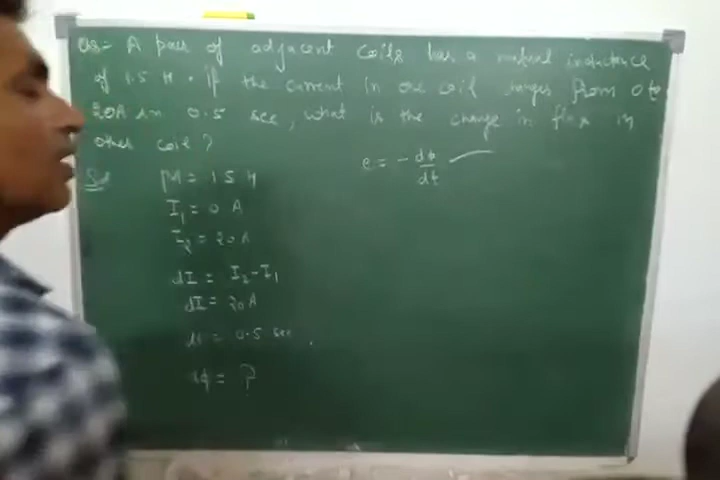 Q3- A pair of adjacent coils has a mutual inductance
of 1.5 H. If the current in one coil changes from 0 to
20A in 0.5 sec, what is the change in flux in
other coil?
Sol M = 1.5 H
I₁ = 0 A
I₂ = 20 A
dI = I₂ - I₁
dI = 20 A
dt = 0.5 sec
dφ = ?
e = - dφ/dt